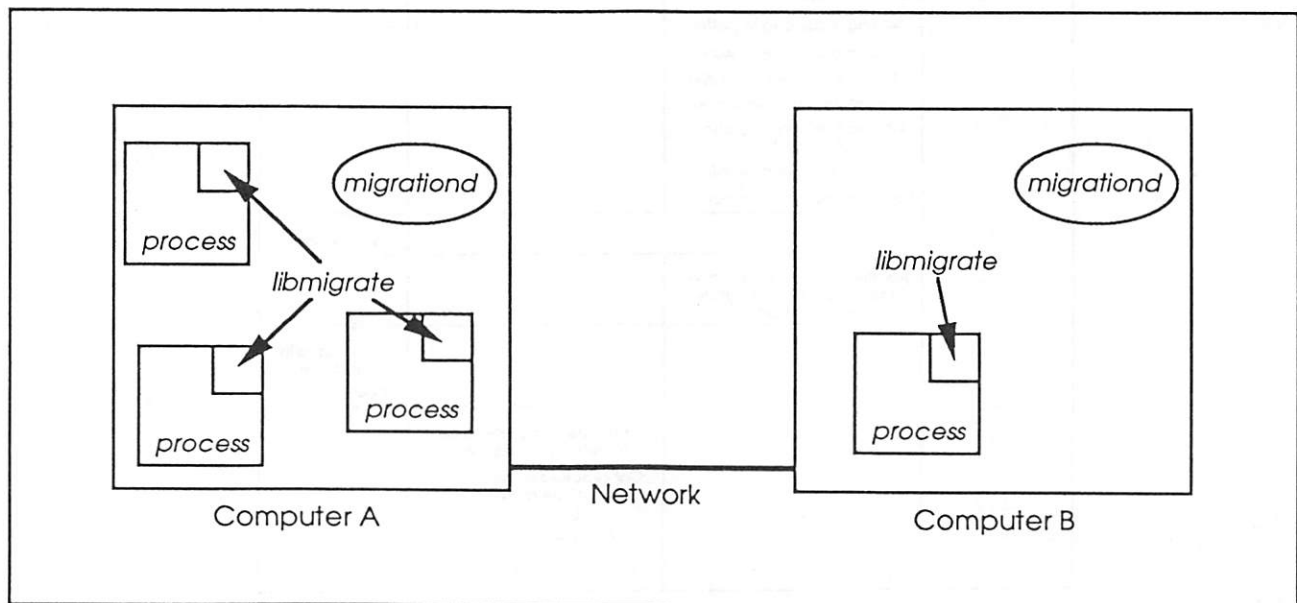 migrationd
process
libmigrate
process
process
Computer A
Network
migrationd
libmigrate
process
Computer B